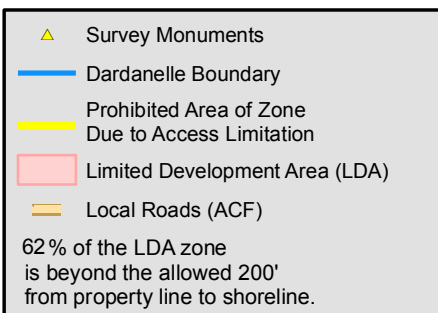 Survey Monuments
Dardanelle Boundary
Prohibited Area of Zone
Due to Access Limitation
Limited Development Area (LDA)
Local Roads (ACF)
62% of the LDA zone
is beyond the allowed 200'
from property line to shoreline.